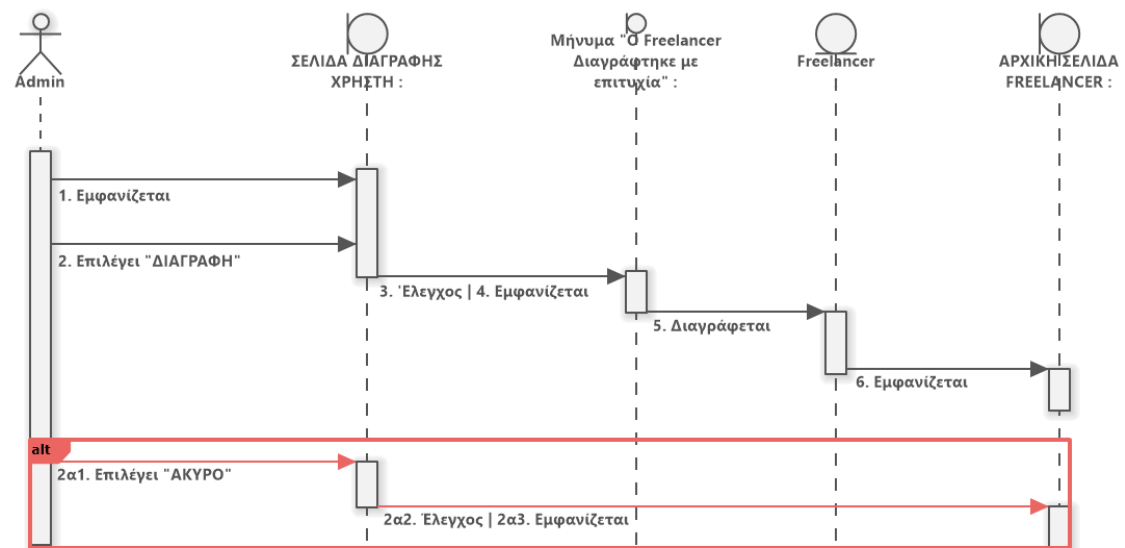 Admin
ΣΕΛΙΔΑ ΔΙΑΓΡΑΦΗΣ
ΧΡΗΣΤΗ :
Μήνυμα "Ο Freelancer
Διαγράφτηκε με
επιτυχία" :
Freelancer
ΑΡΧΙΚΗ ΣΕΛΙΔΑ
FREELANCER :
1. Εμφανίζεται
2. Επιλέγει "ΔΙΑΓΡΑΦΗ"
3. Έλεγχος | 4. Εμφανίζεται
5. Διαγράφεται
6. Εμφανίζεται
alt
2α1. Επιλέγει "ΑΚΥΡΟ"
2α2. Έλεγχος | 2α3. Εμφανίζεται